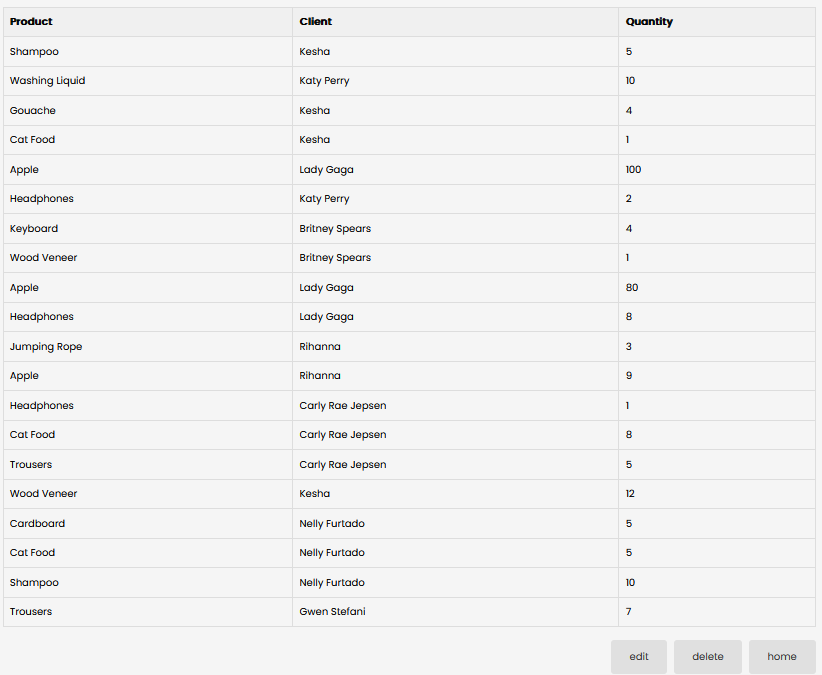 Product Client Quantity
Shampoo Kesha 5
Washing Liquid Katy Perry 10
Gouache Kesha 4
Cat Food Kesha 1
Apple Lady Gaga 100
Headphones Katy Perry 2
Keyboard Britney Spears 4
Wood Veneer Britney Spears 1
Apple Lady Gaga 80
Headphones Lady Gaga 8
Jumping Rope Rihanna 3
Apple Rihanna 9
Headphones Carly Rae Jepsen 1
Cat Food Carly Rae Jepsen 8
Trousers Carly Rae Jepsen 5
Wood Veneer Kesha 12
Cardboard Nelly Furtado 5
Cat Food Nelly Furtado 5
Shampoo Nelly Furtado 10
Trousers Gwen Stefani 7
edit delete home